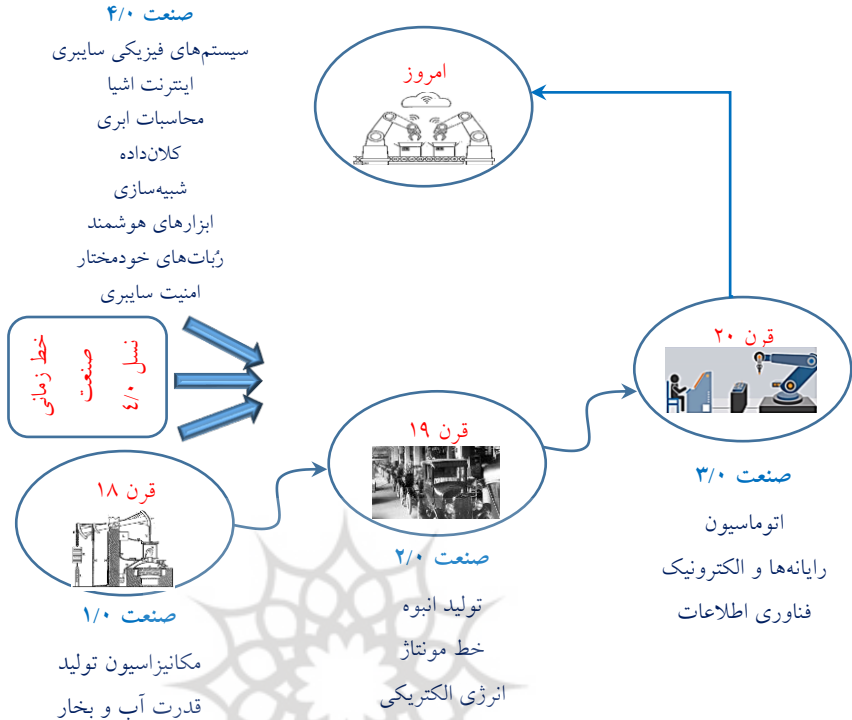 صنعت ۴/۰
سیستم‌های فیزیکی سایبری
اینترنت اشیا
محاسبات ابری
کلان‌داده
شبیه‌سازی
ابزارهای هوشمند
رُبات‌های خودمختار
امنیت سایبری
امروز
خط زمانی
صنعت
نسل ٤/۰
قرن ۲۰
صنعت ۳/۰
اتوماسیون
رایانه‌ها و الکترونیک
فناوری اطلاعات
قرن ۱۹
صنعت ۲/۰
تولید انبوه
خط مونتاژ
انرژی الکتریکی
قرن ۱۸
صنعت ۱/۰
مکانیزاسیون تولید
قدرت آب و بخار